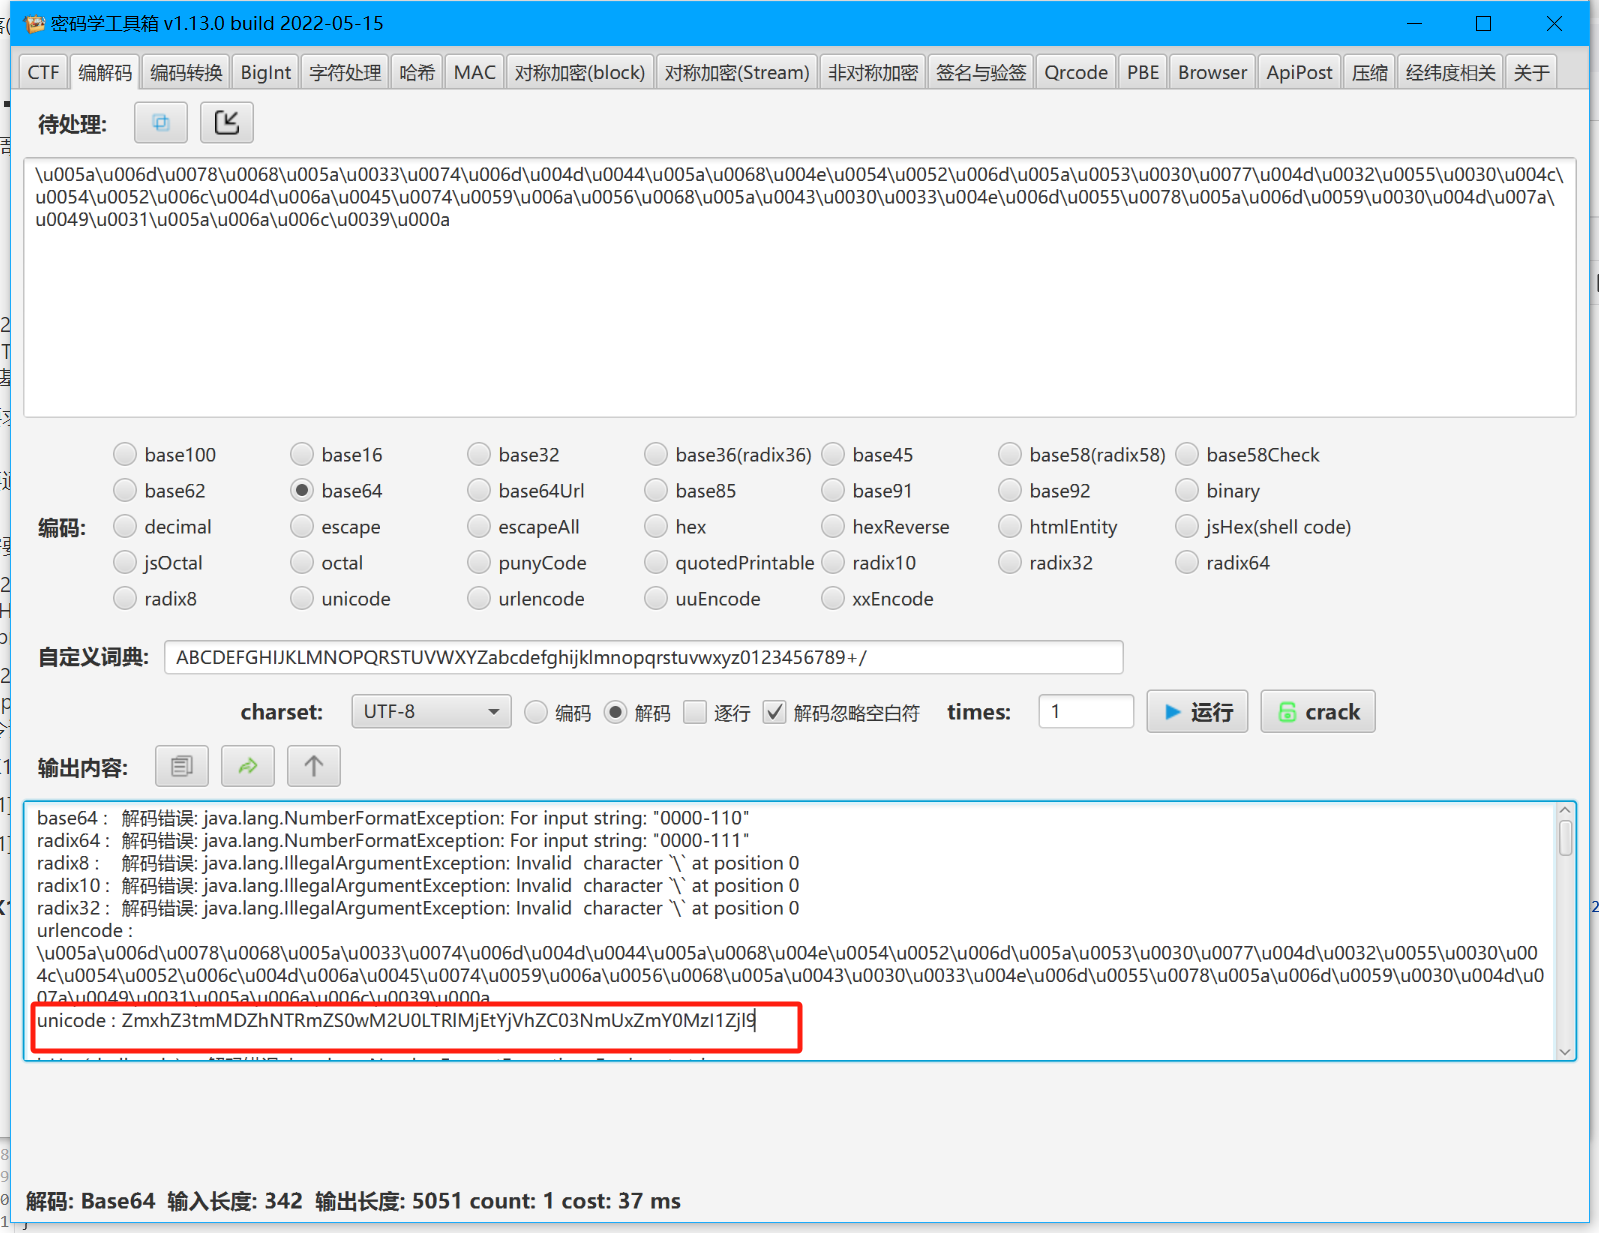 密码学工具箱 v1.13.0 build 2022-05-15
CTF 编解码 编码转换 BigInt 字符处理 哈希 MAC 对称加密(block) 对称加密(Stream) 非对称加密 签名与验签 Qrcode PBE Browser ApiPost 压缩 经纬度相关 关于
待处理:
\u005a\u006d\u0078\u0068\u005a\u0033\u0074\u006d\u004d\u0044\u005a\u0068\u004e\u0054\u0052\u006d\u005a\u0053\u0030\u0077\u004d\u0032\u0055\u0030\u004c\
u0054\u0052\u006c\u004d\u006a\u0045\u0074\u0059\u006a\u0056\u0068\u005a\u0043\u0030\u0033\u004e\u006d\u0055\u0078\u005a\u006d\u0059\u0030\u004d\u007a\
u0049\u0031\u005a\u006a\u006c\u0039\u000a
base100 base16 base32 base36(radix36) base45 base58(radix58) base58Check
base62 base64 base64Url base85 base91 base92 binary
编码: decimal escape escapeAll hex hexReverse htmlEntity jsHex(shell code)
jsOctal octal punyCode quotedPrintable radix10 radix32 radix64
radix8 unicode urlencode uuEncode xxEncode
自定义词典: ABCDEFGHIJKLMNOPQRSTUVWXYZabcdefghijklmnopqrstuvwxyz0123456789+/
charset: UTF-8 编码 解码 逐行 解码忽略空白符 times: 1 运行 crack
输出内容:
base64 : 解码错误: java.lang.NumberFormatException: For input string: "0000-110"
radix64 : 解码错误: java.lang.NumberFormatException: For input string: "0000-111"
radix8 : 解码错误: java.lang.IllegalArgumentException: Invalid  character `\` at position 0
radix10 : 解码错误: java.lang.IllegalArgumentException: Invalid  character `\` at position 0
radix32 : 解码错误: java.lang.IllegalArgumentException: Invalid  character `\` at position 0
urlencode :
\u005a\u006d\u0078\u0068\u005a\u0033\u0074\u006d\u004d\u0044\u005a\u0068\u004e\u0054\u0052\u006d\u005a\u0053\u0030\u0077\u004d\u0032\u0055\u0030\u00
4c\u0054\u0052\u006c\u004d\u006a\u0045\u0074\u0059\u006a\u0056\u0068\u005a\u0043\u0030\u0033\u004e\u006d\u0055\u0078\u005a\u006d\u0059\u0030\u004d\u0
07a\u0049\u0031\u005a\u006a\u006c\u0039\u000a
unicode : ZmxhZ3tmMDZhNTRmZS0wM2U0LTRlMjEtYjVhZC03NmUxZmY0MzI1Zjl9
解码: Base64 输入长度: 342 输出长度: 5051 count: 1 cost: 37 ms